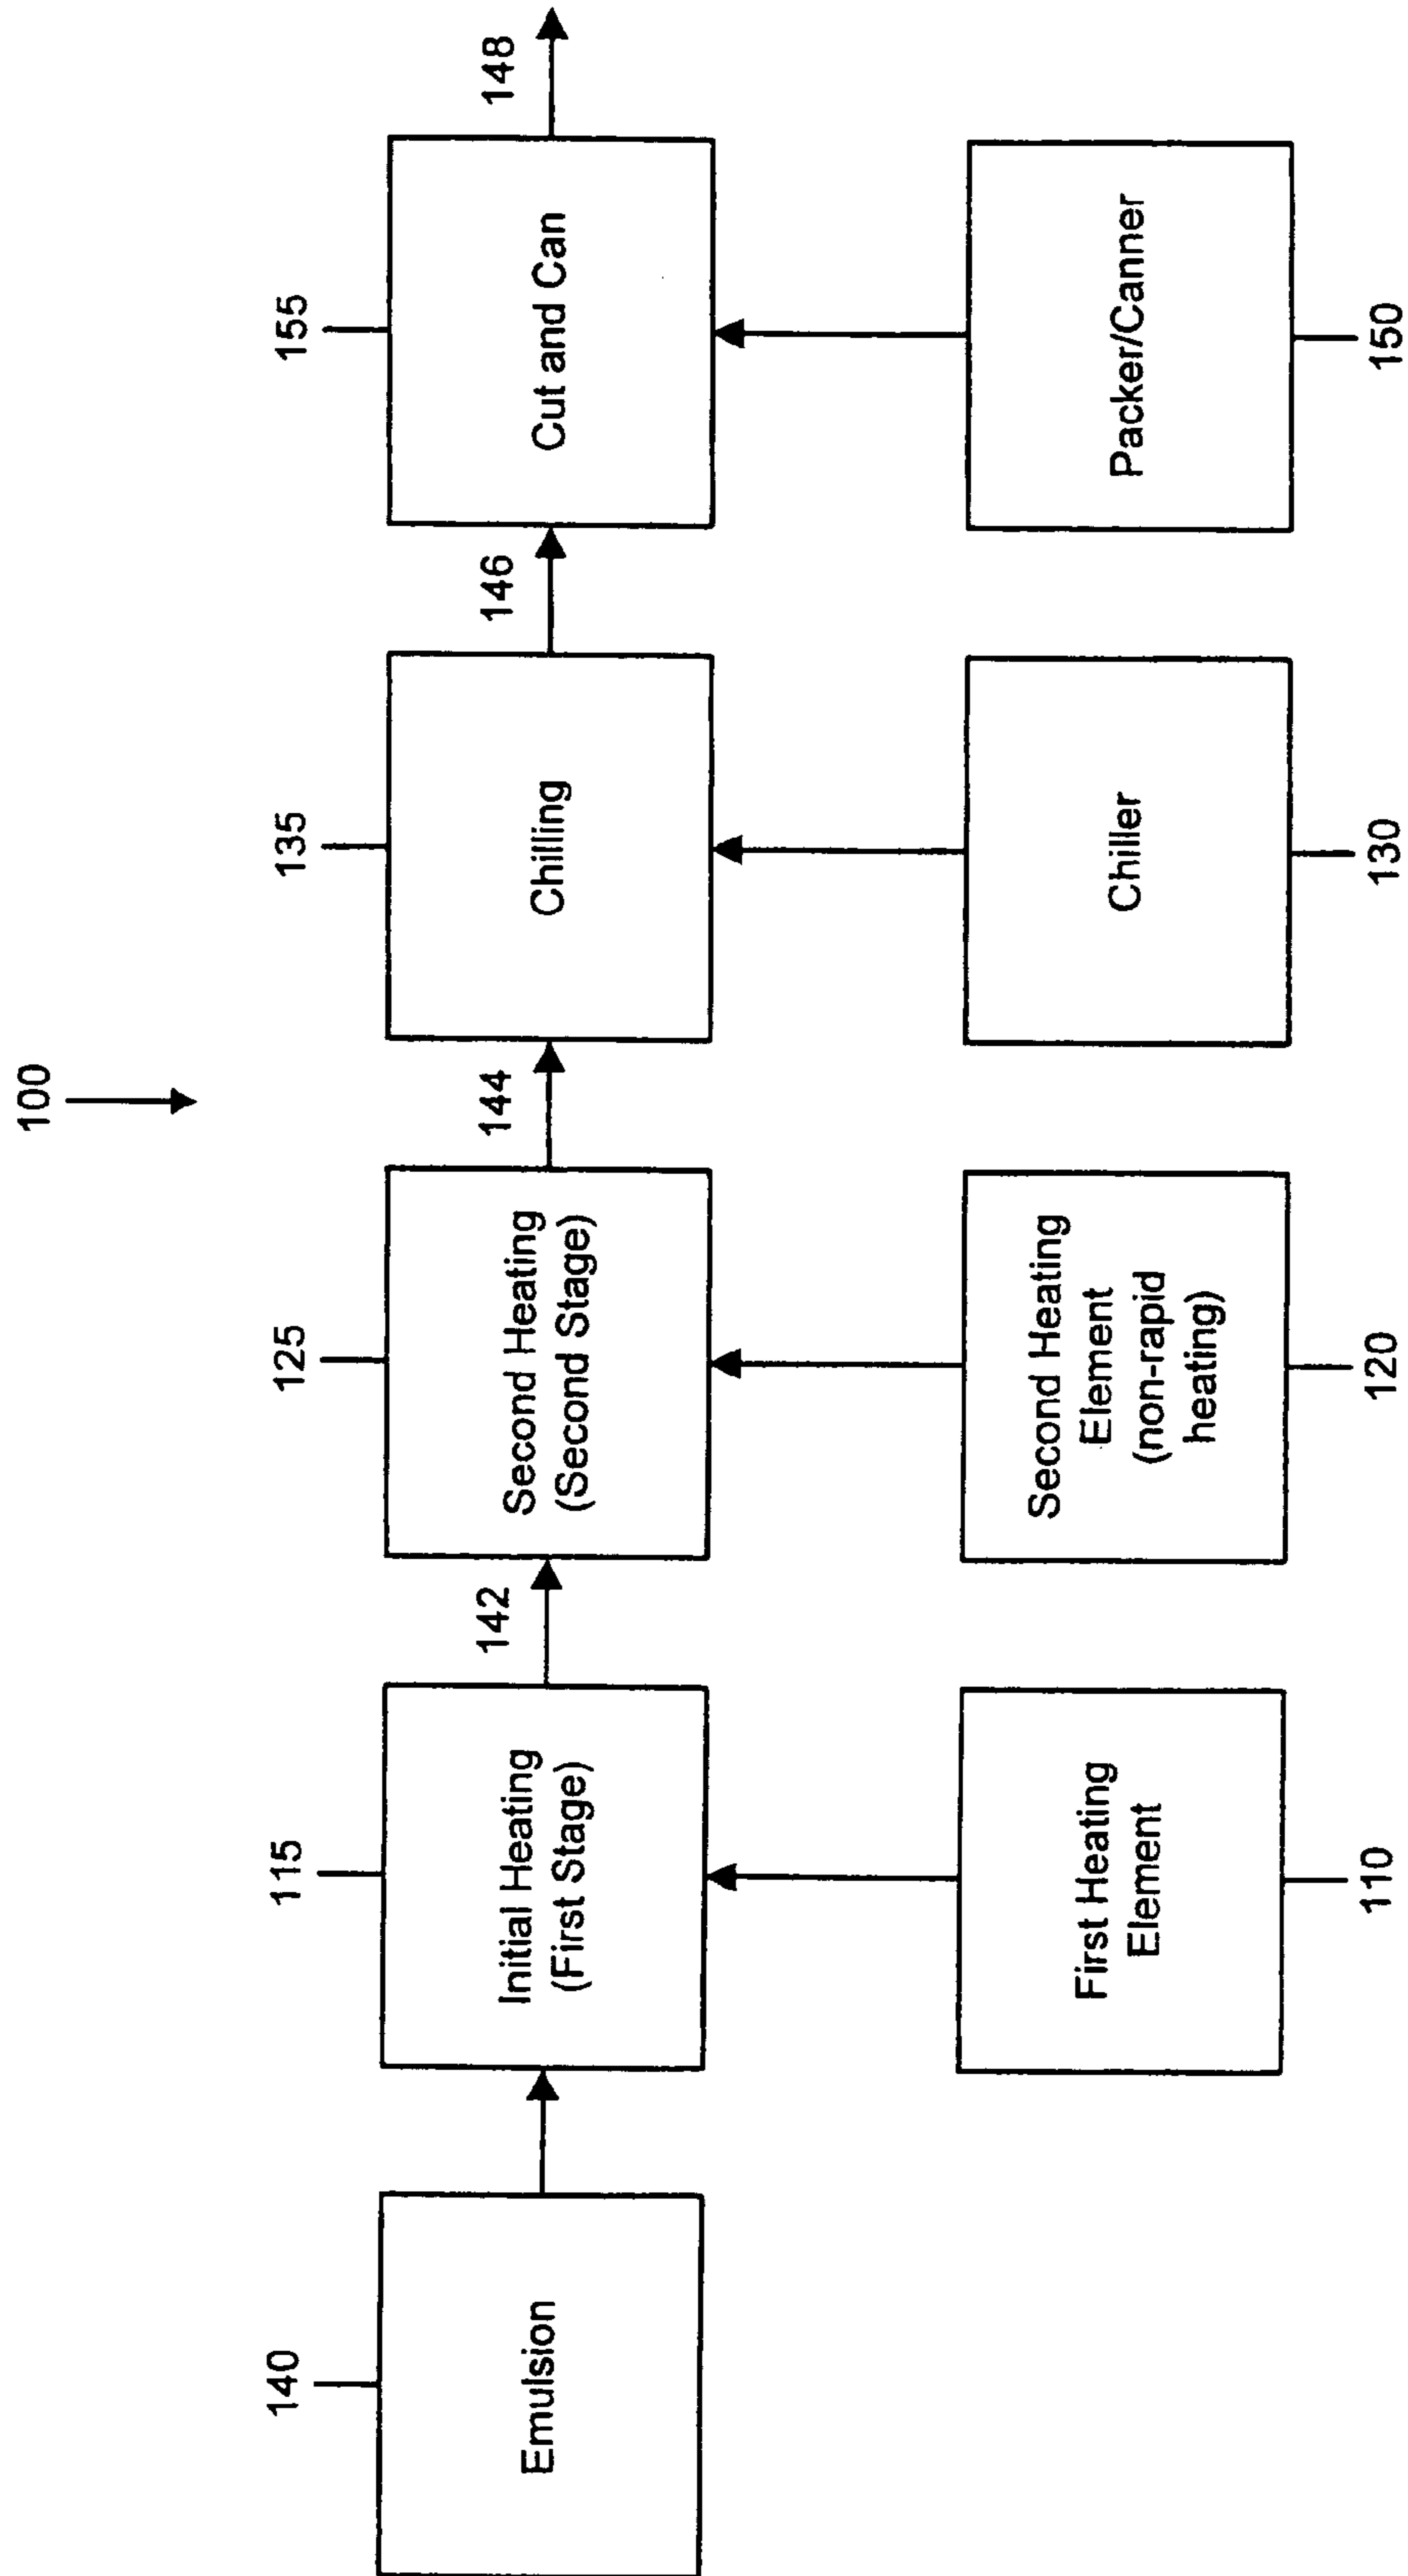 100
140
115
125
135
155
Emulsion
Initial Heating
(First Stage)
142
Second Heating
(Second Stage)
144
Chilling
146
Cut and Can
148
First Heating
Element
Second Heating
Element
(non-rapid
heating)
Chiller
Packer/Canner
110
120
130
150